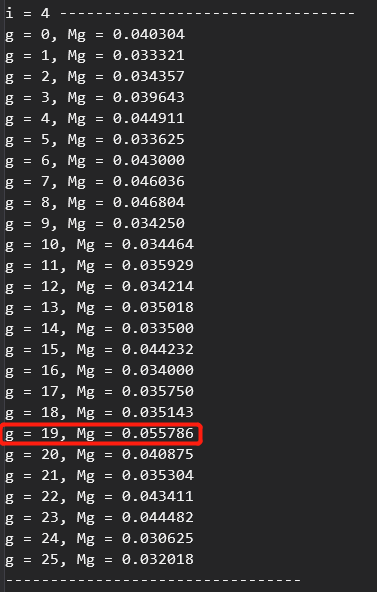 i = 4 ---------------------------------
g = 0, Mg = 0.040304
g = 1, Mg = 0.033321
g = 2, Mg = 0.034357
g = 3, Mg = 0.039643
g = 4, Mg = 0.044911
g = 5, Mg = 0.033625
g = 6, Mg = 0.043000
g = 7, Mg = 0.046036
g = 8, Mg = 0.046804
g = 9, Mg = 0.034250
g = 10, Mg = 0.034464
g = 11, Mg = 0.035929
g = 12, Mg = 0.034214
g = 13, Mg = 0.035018
g = 14, Mg = 0.033500
g = 15, Mg = 0.044232
g = 16, Mg = 0.034000
g = 17, Mg = 0.035750
g = 18, Mg = 0.035143
g = 19, Mg = 0.055786
g = 20, Mg = 0.040875
g = 21, Mg = 0.035304
g = 22, Mg = 0.043411
g = 23, Mg = 0.044482
g = 24, Mg = 0.030625
g = 25, Mg = 0.032018
---------------------------------